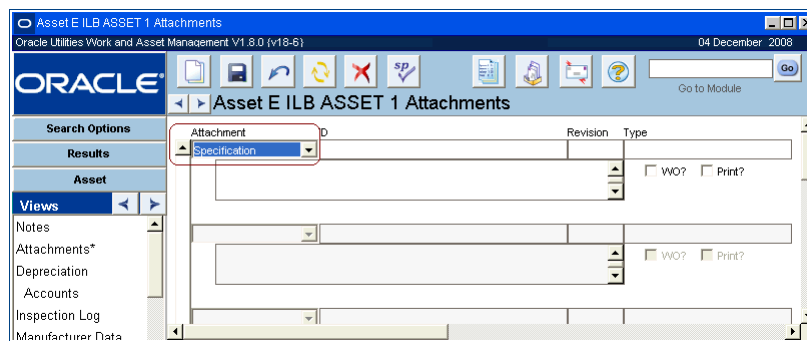 Asset E ILB ASSET 1 Attachments
Oracle Utilities Work and Asset Management V1.8.0 {v18-6} 04 December 2008
ORACLE
sp
Go
Go to Module
Asset E ILB ASSET 1 Attachments
Search Options
Results
Asset
Views
Notes
Attachments*
Depreciation
Accounts
Inspection Log
Manufacturer Data
Attachment ID Revision Type
Specification
WO? Print?
WO? Print?